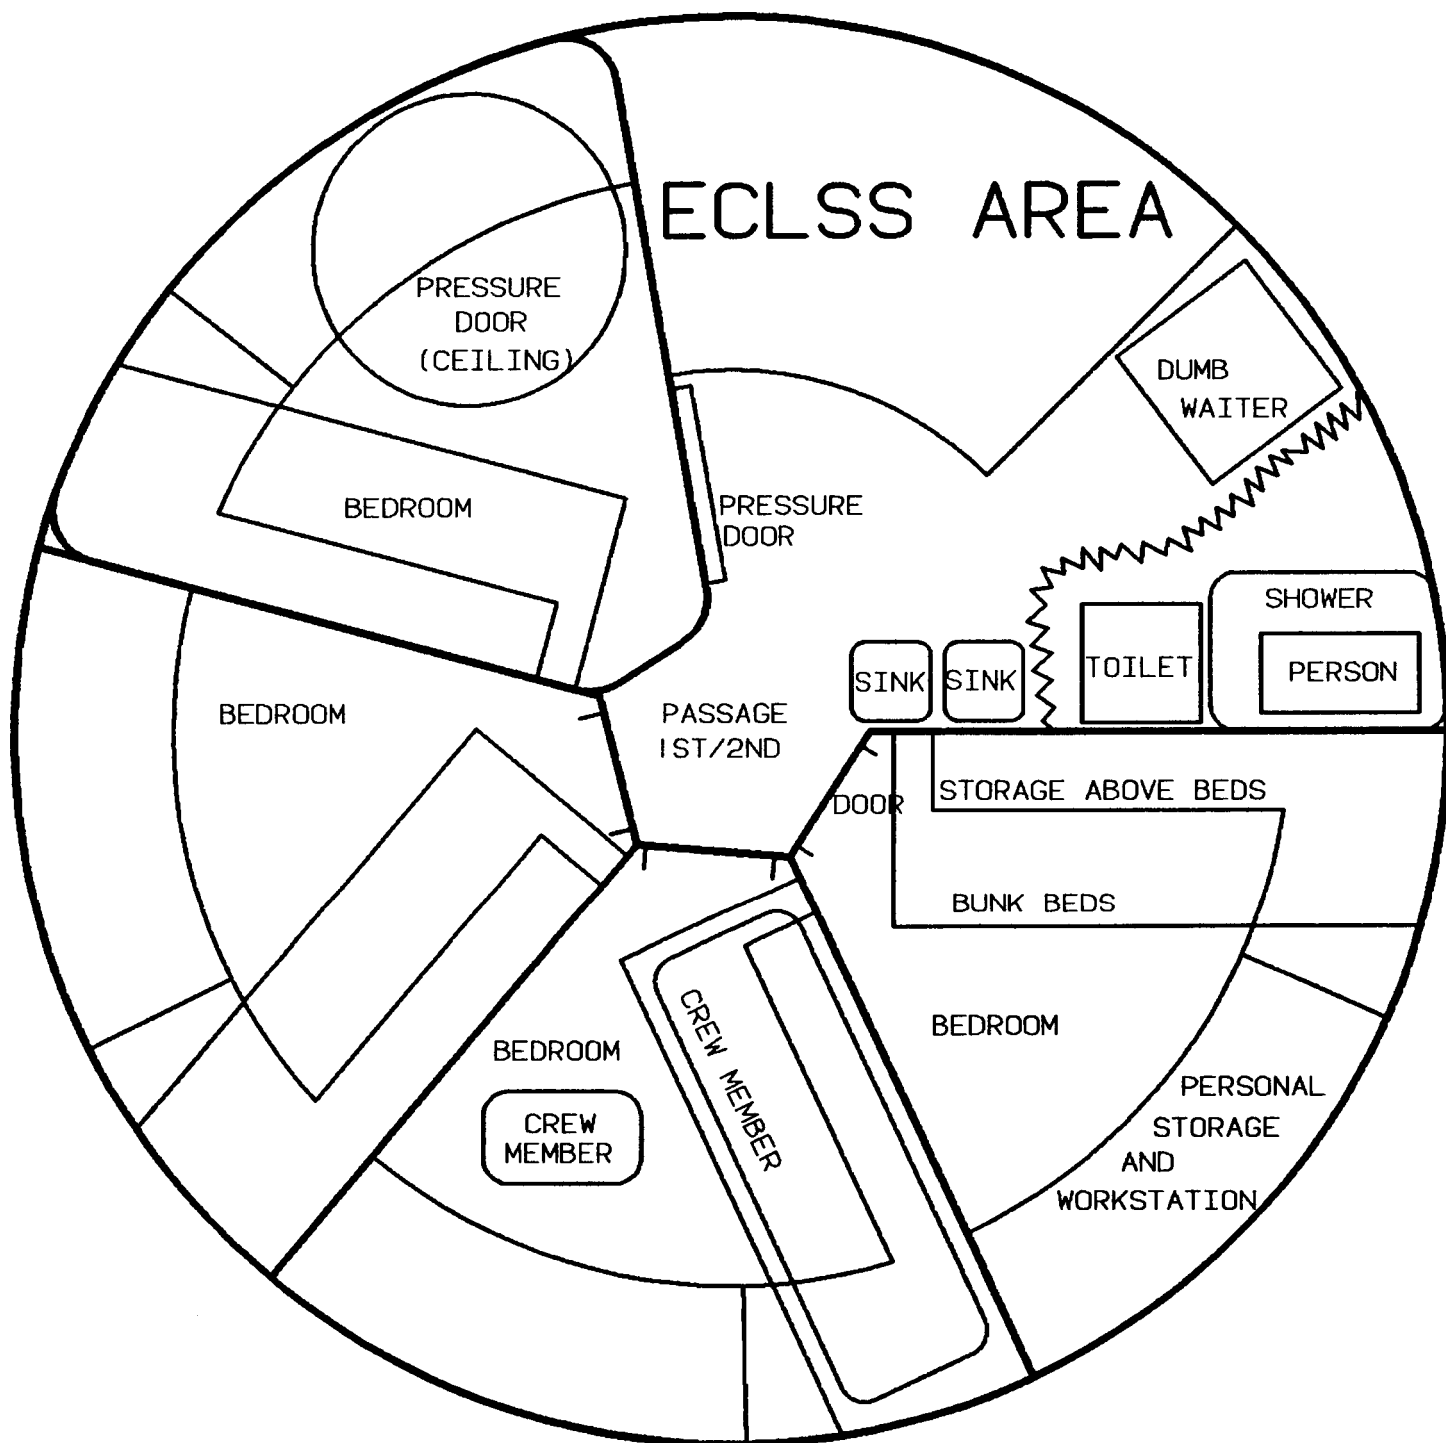 ECLSS AREA
PRESSURE
DOOR
(CEILING)
DUMB
WAITER
BEDROOM
PRESSURE
DOOR
SHOWER
TOILET
PERSON
SINK
SINK
BEDROOM
PASSAGE
1ST/2ND
DOOR
STORAGE ABOVE BEDS
BUNK BEDS
BEDROOM
CREW MEMBER
BEDROOM
CREW
MEMBER
PERSONAL
STORAGE
AND
WORKSTATION